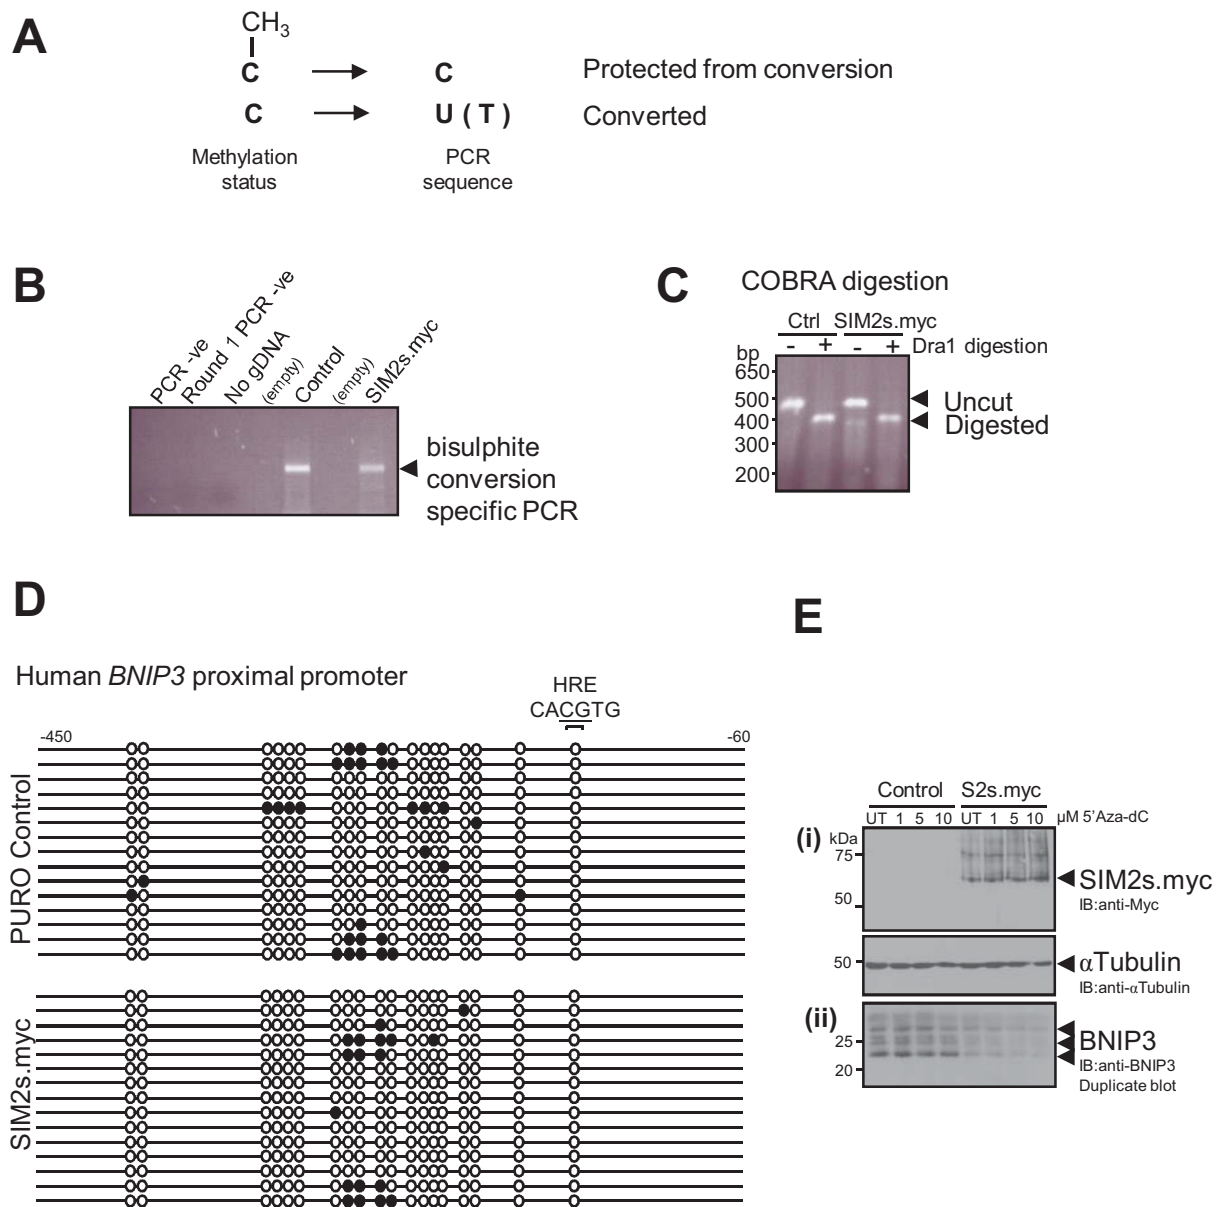 A
CH3
C
C
Protected from conversion
C
U ( T )
Converted
Methylation
status
PCR
sequence
B
PCR -ve
Round 1 PCR -ve
No gDNA
(empty)
Control
(empty)
SIM2s.myc
bisulphite
conversion
specific PCR
C
COBRA digestion
Ctrl SIM2s.myc
bp
- + - + Dra1 digestion
650
500
400
300
200
Uncut
Digested
D
Human BNIP3 proximal promoter
HRE
CACGTG
-450
-60
PURO Control
SIM2s.myc
E
Control S2s.myc
UT 1 5 10 UT 1 5 10 µM 5'Aza-dC
(i)
kDa
75
50
SIM2s.myc
IB:anti-Myc
50
αTubulin
IB:anti-αTubulin
(ii)
25
20
BNIP3
IB:anti-BNIP3
Duplicate blot